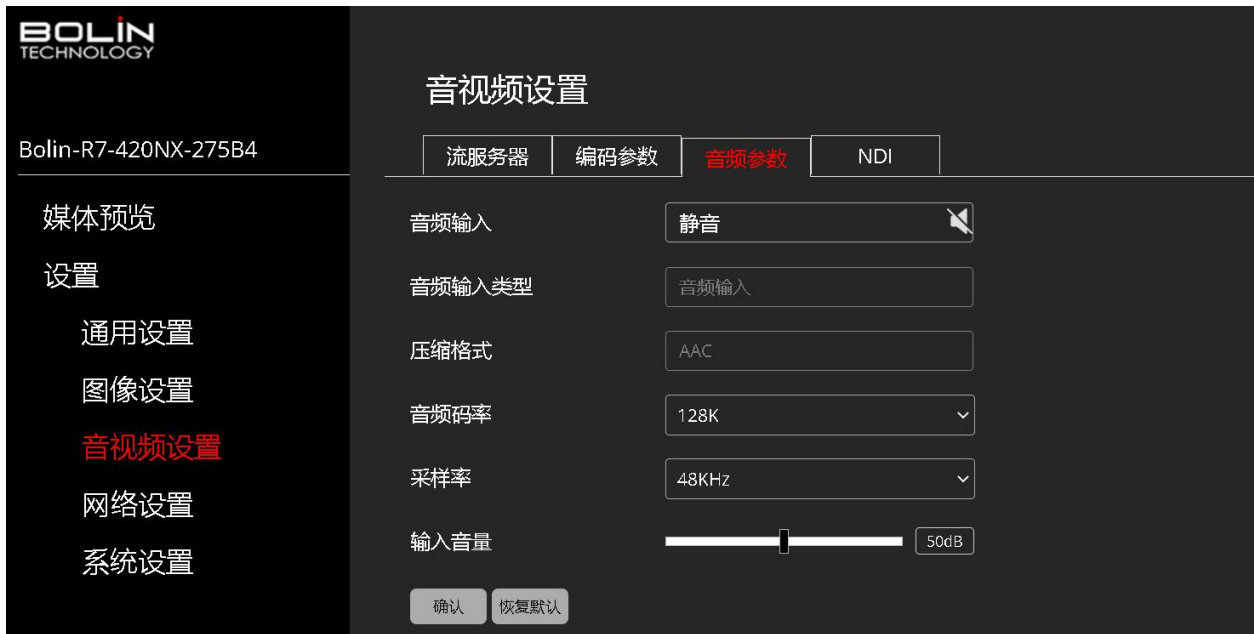 BOLIN
TECHNOLOGY
Bolin-R7-420NX-275B4
媒体预览
设置
通用设置
图像设置
音视频设置
网络设置
系统设置
音视频设置
流服务器 编码参数 音频参数 NDI
音频输入 静音
音频输入类型 音频输入
压缩格式 AAC
音频码率 128K
采样率 48KHz
输入音量 50dB
确认 恢复默认